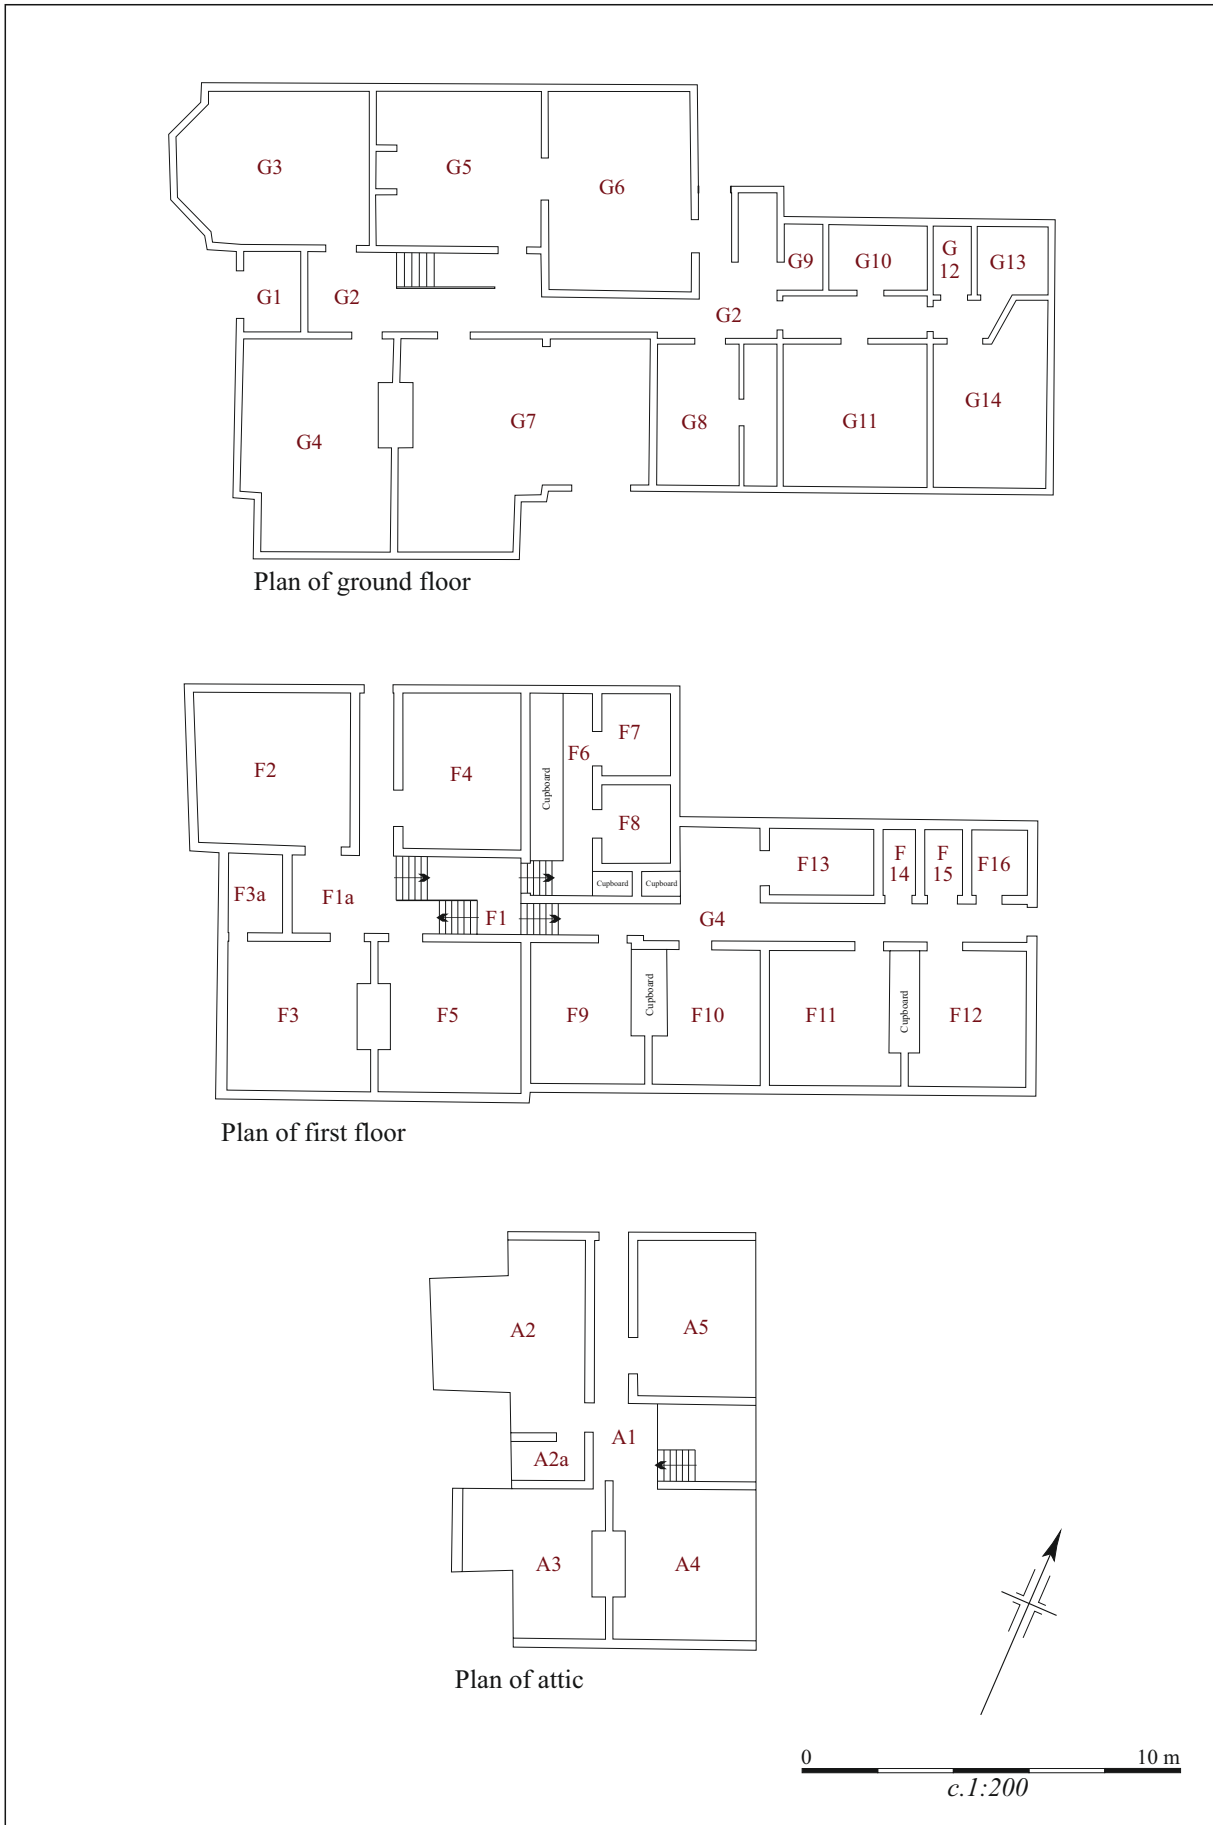 G3
G5
G6
G9
G10
G
12
G13
G1
G2
G2
G4
G7
G8
G11
G14
Plan of ground floor
F2
F4
Cupboard
F6
F7
F8
Cupboard
Cupboard
F13
F
14
F
15
F16
F3a
F1a
F1
G4
F3
F5
F9
Cupboard
F10
F11
Cupboard
F12
Plan of first floor
A2
A5
A1
A2a
A3
A4
Plan of attic
0
10 m
c.1:200